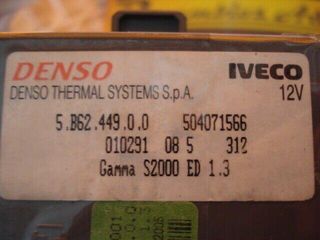 DENSO IVECO
DENSO THERMAL SYSTEMS S.p.A. 12V
5.B62.449.0.0 504071566
010291 08 5 312
Gamma S2000 ED 1.3